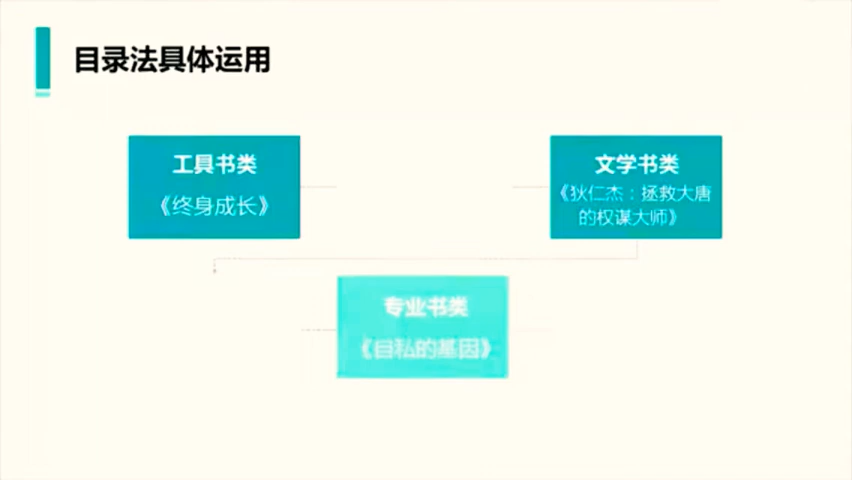 目录法具体运用
工具书类
《终身成长》
文学书类
《狄仁杰：拯救大唐
的权谋大师》
专业书类
《自私的基因》